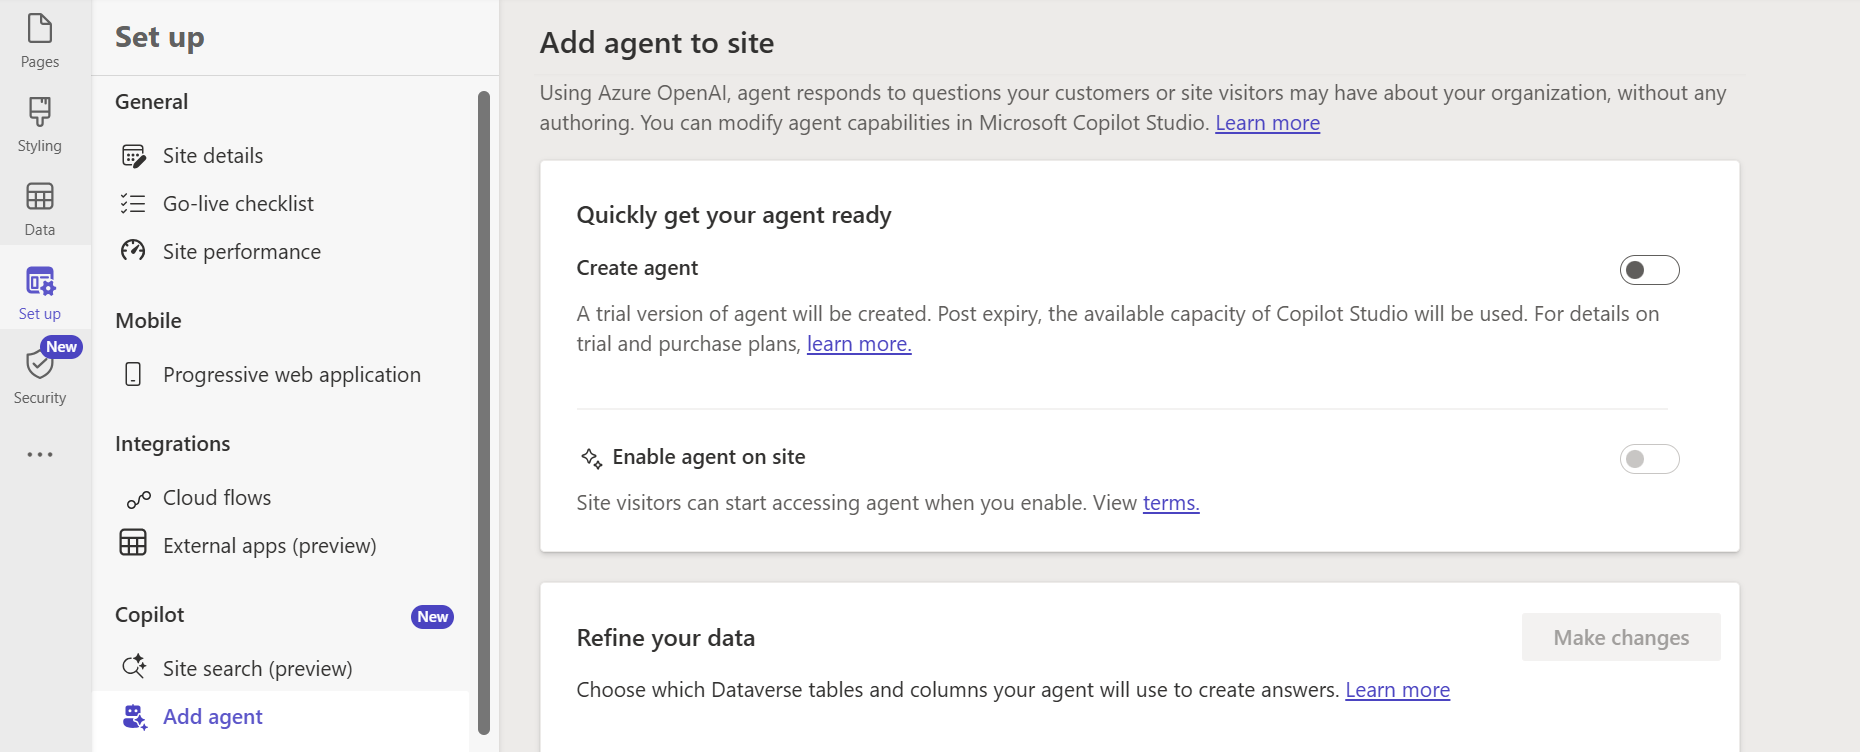 Pages
Styling
Data
Set up
New
Security
Set up
General
Site details
Go-live checklist
Site performance
Mobile
Progressive web application
Integrations
Cloud flows
External apps (preview)
Copilot
New
Site search (preview)
Add agent
Add agent to site
Using Azure OpenAI, agent responds to questions your customers or site visitors may have about your organization, without any
authoring. You can modify agent capabilities in Microsoft Copilot Studio. Learn more
Quickly get your agent ready
Create agent
A trial version of agent will be created. Post expiry, the available capacity of Copilot Studio will be used. For details on
trial and purchase plans, learn more.
Enable agent on site
Site visitors can start accessing agent when you enable. View terms.
Refine your data
Make changes
Choose which Dataverse tables and columns your agent will use to create answers. Learn more